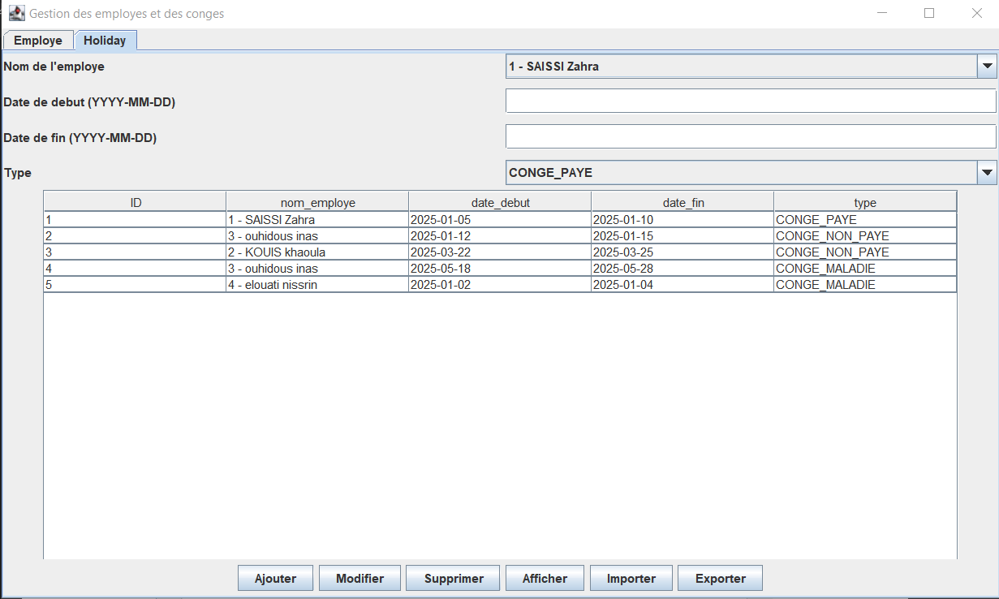 Gestion des employes et des conges
Employe Holiday
Nom de l'employe 1 - SAISSI Zahra
Date de debut (YYYY-MM-DD)
Date de fin (YYYY-MM-DD)
Type CONGE_PAYE
ID nom_employe date_debut date_fin type
1 1 - SAISSI Zahra 2025-01-05 2025-01-10 CONGE_PAYE
2 3 - ouhidous inas 2025-01-12 2025-01-15 CONGE_NON_PAYE
3 2 - KOUIS khaoula 2025-03-22 2025-03-25 CONGE_NON_PAYE
4 3 - ouhidous inas 2025-05-18 2025-05-28 CONGE_MALADIE
5 4 - elouati nissrin 2025-01-02 2025-01-04 CONGE_MALADIE
Ajouter Modifier Supprimer Afficher Importer Exporter